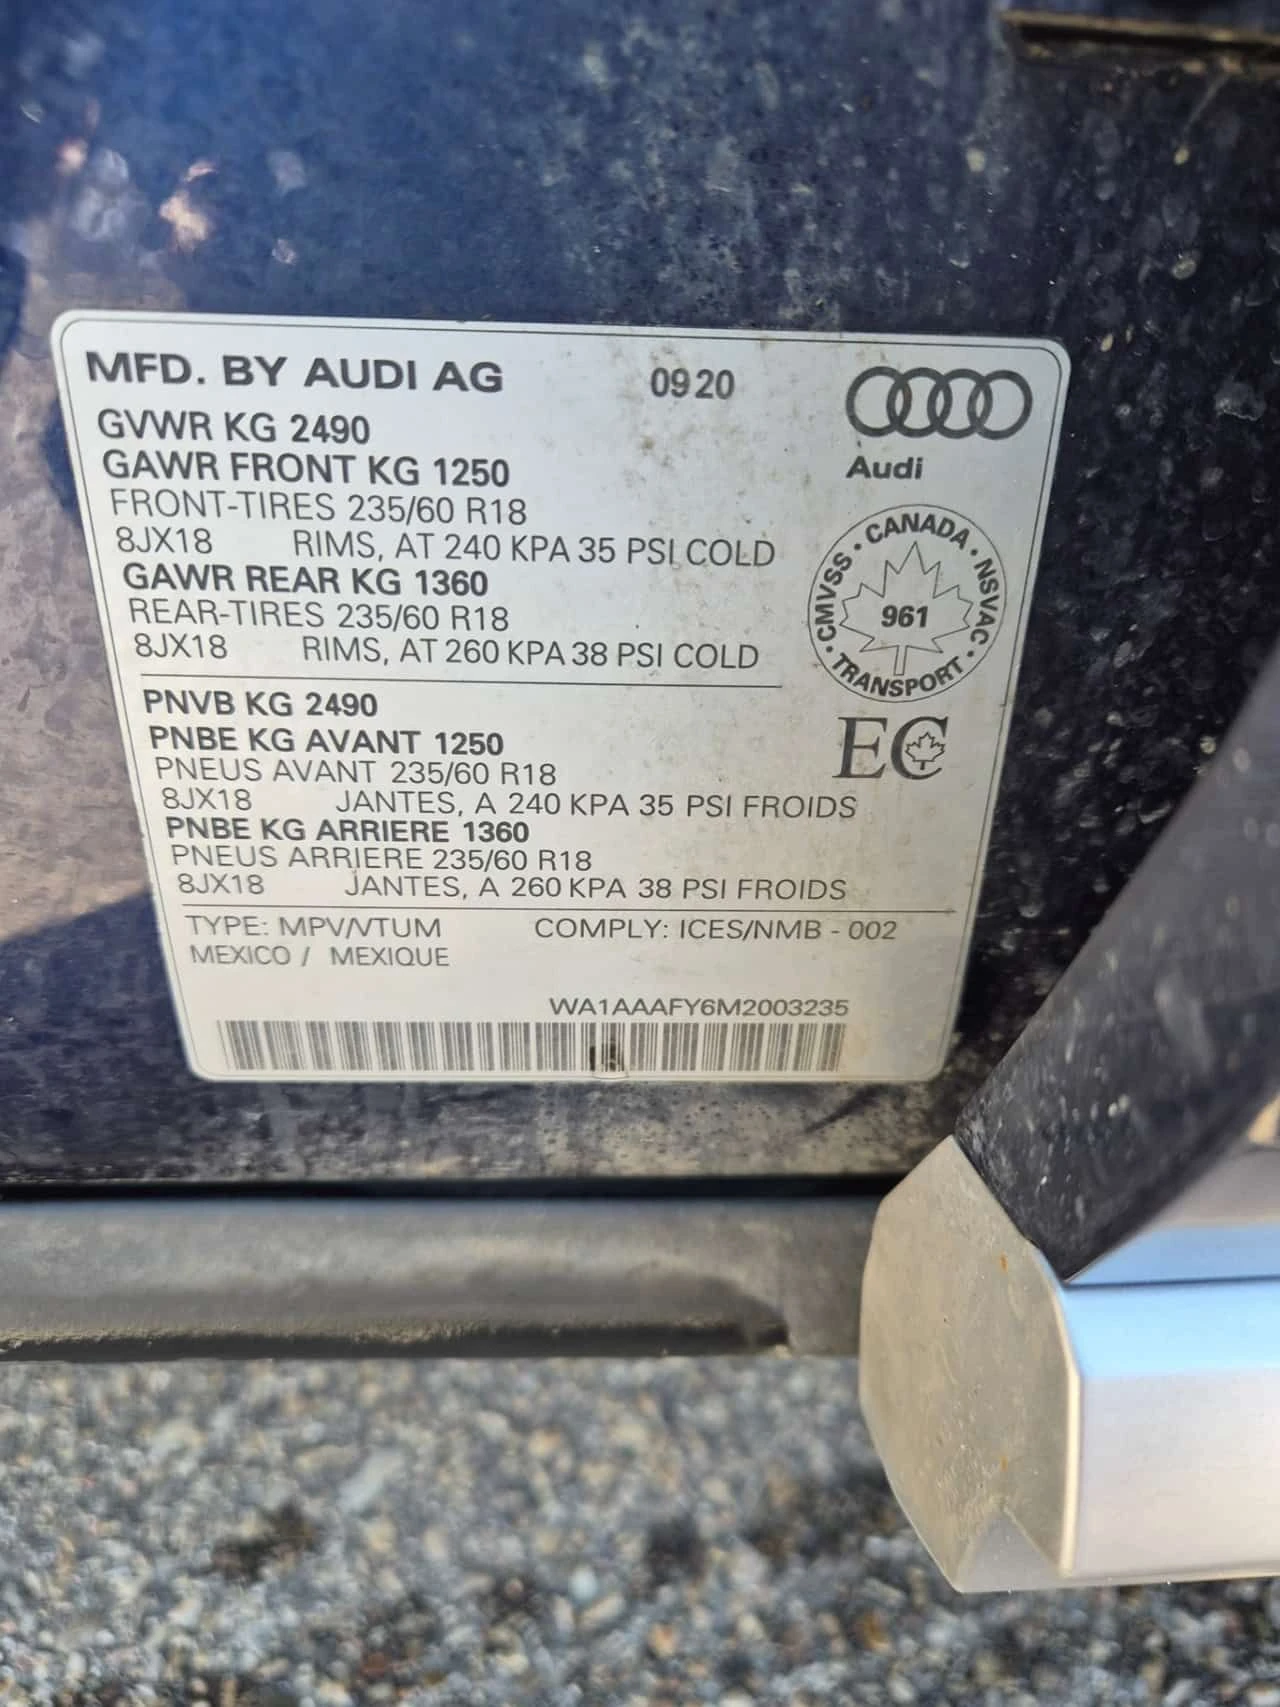 MFD. BY AUDI AG 0920
GVWR KG 2490
GAWR FRONT KG 1250
Audi
FRONT-TIRES 235/60 R18
8JX18 RIMS, AT 240 KPA 35 PSI COLD
GAWR REAR KG 1360
REAR-TIRES 235/60 R18
8JX18 RIMS, AT 260 KPA 38 PSI COLD
CMVSS • CANADA • NSVAC • TRANSPORT •
961
PNVB KG 2490
PNBE KG AVANT 1250
EC
PNEUS AVANT 235/60 R18
8JX18 JANTES, A 240 KPA 35 PSI FROIDS
PNBE KG ARRIERE 1360
PNEUS ARRIERE 235/60 R18
8JX18 JANTES, A 260 KPA 38 PSI FROIDS
TYPE: MPV/VTUM COMPLY: ICES/NMB - 002
MEXICO / MEXIQUE
WA1AAAFY6M2003235